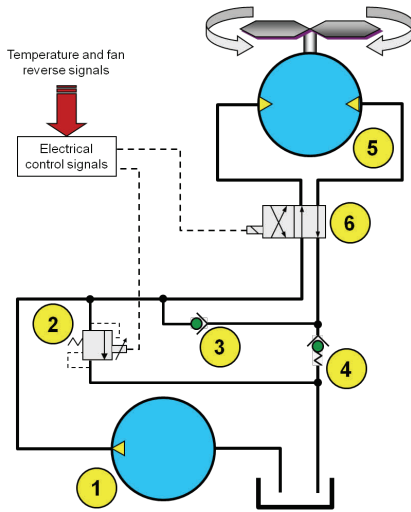 Temperature and fan
reverse signals
Electrical
control signals
5
6
2
3
4
1